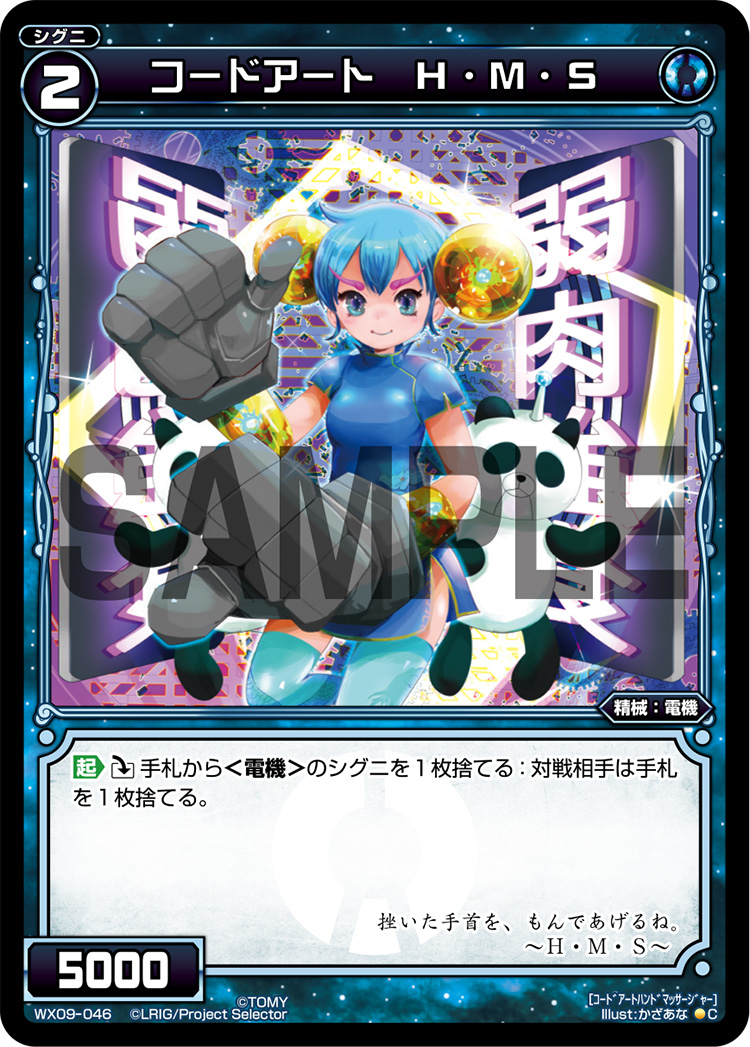 シグニ
2
コードアート　H・M・S
弱肉
SAMPLE
精械：電機
起 手札から＜電機＞のシグニを１枚捨てる：対戦相手は手札
を１枚捨てる。
挫いた手首を、もんであげるね。
～H・M・S～
5000
©TOMY
[コードアートハンドマッサージャー]
WX09-046 ©LRIG/Project Selector
Illust:かざあな C